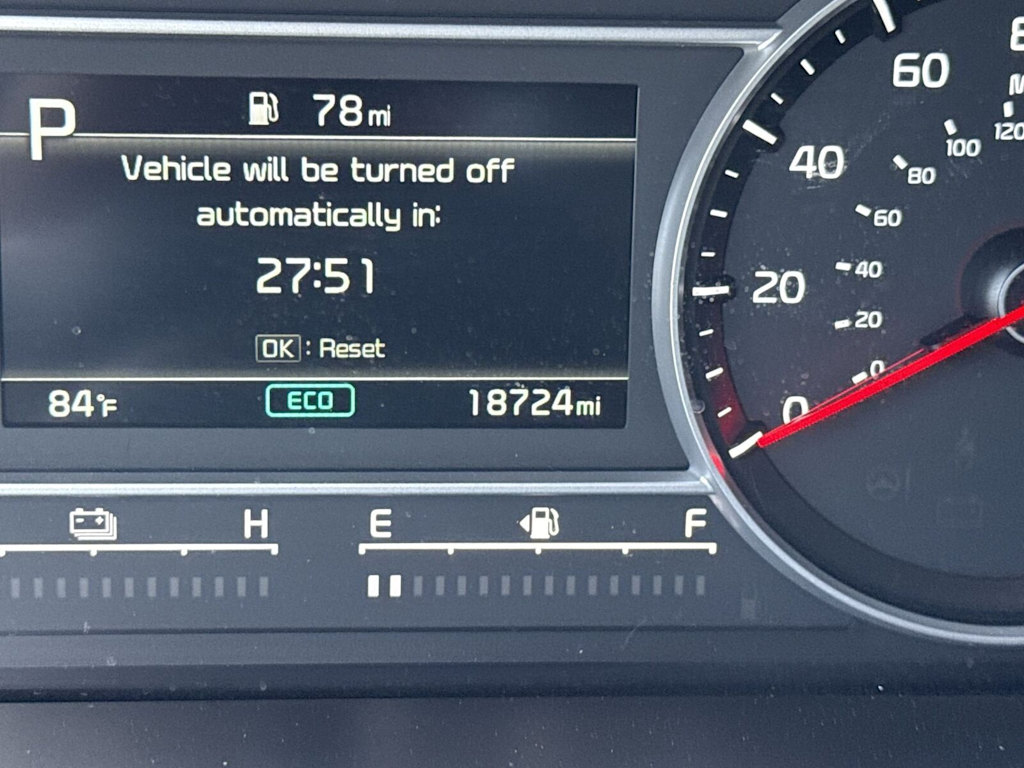 P
78mi
Vehicle will be turned off
automatically in:
27:51
OK : Reset
84°F
ECO
18724mi
H
E
F
60
40
20
0
120
100
80
60
40
20
0